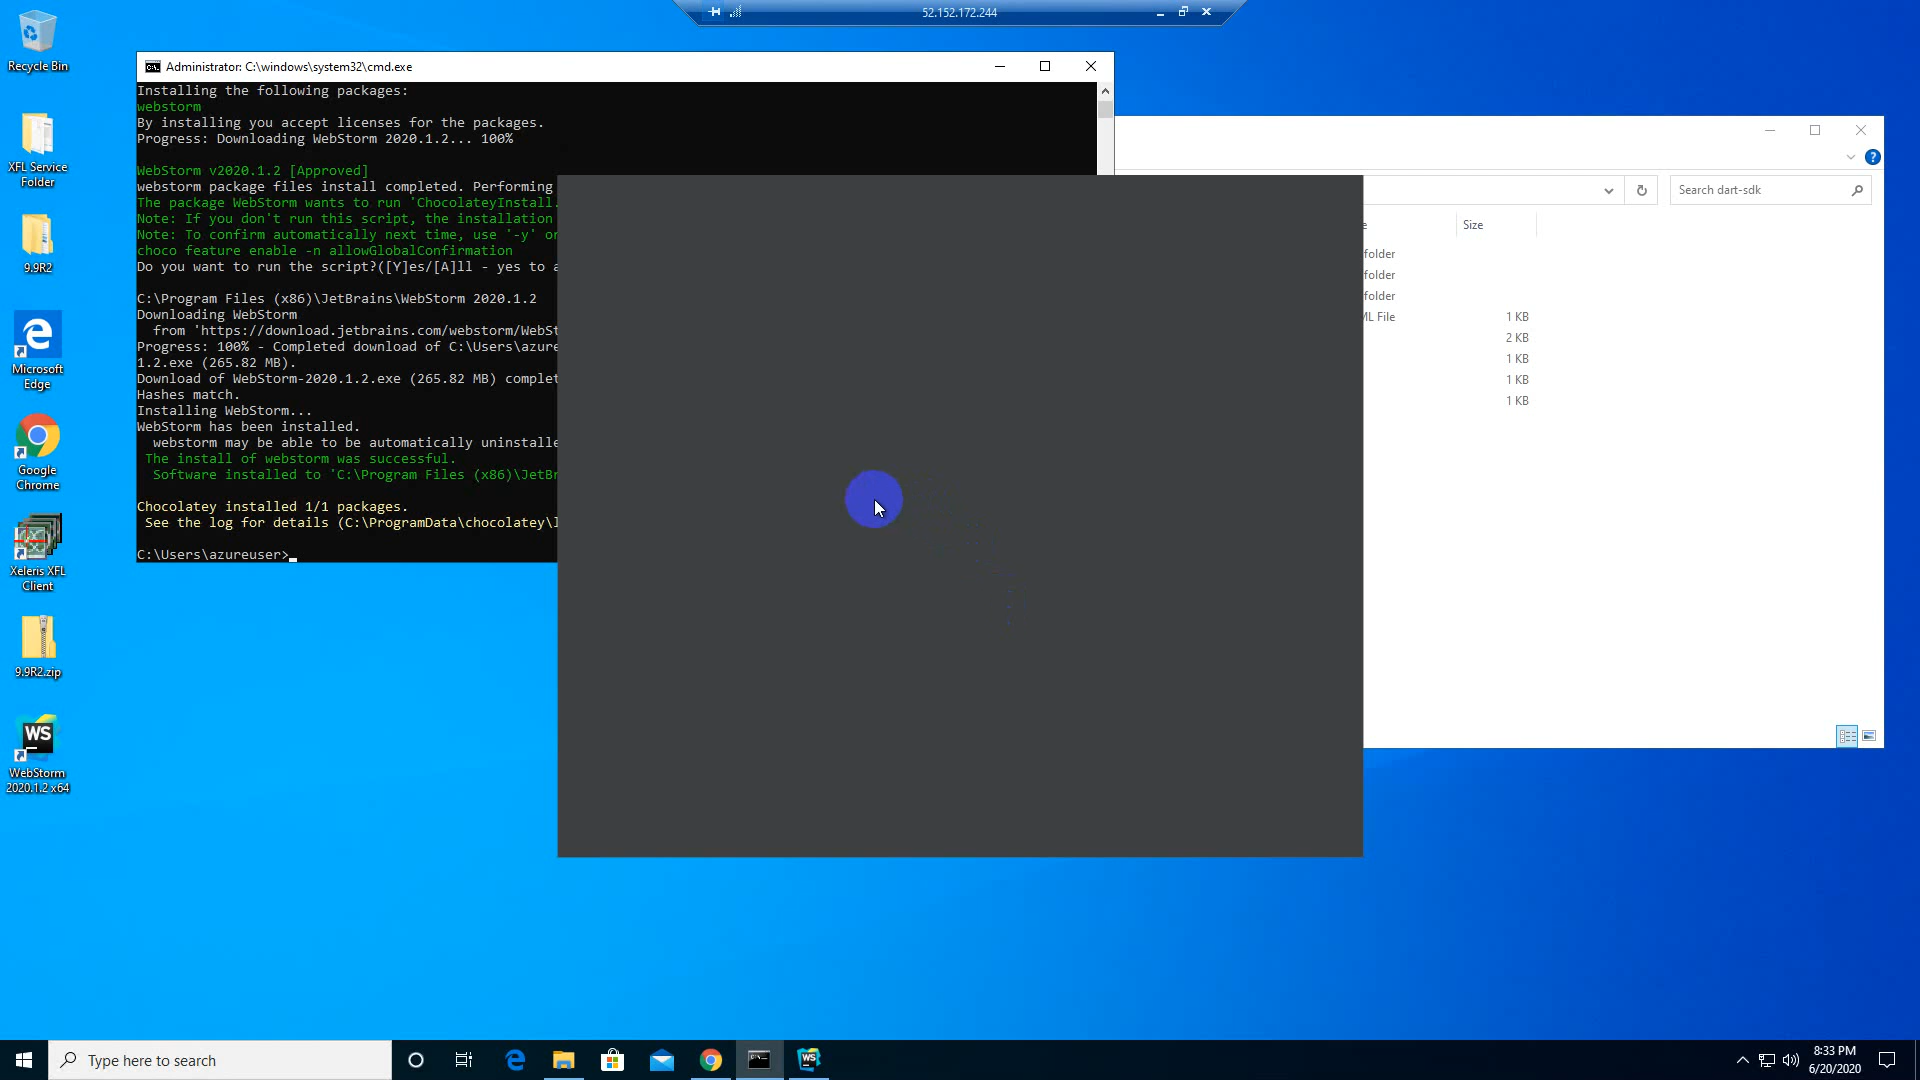 52.152.172.244
Recycle Bin
XFL Service
Folder
9.9R2
Microsoft
Edge
Google
Chrome
Xeleris XFL
Client
9.9R2.zip
WS
WebStorm
2020.1.2 x64
Administrator: C:\windows\system32\cmd.exe
Installing the following packages:
webstorm
By installing you accept licenses for the packages.
Progress: Downloading WebStorm 2020.1.2... 100%
WebStorm v2020.1.2 [Approved]
webstorm package files install completed. Performing
The package WebStorm wants to run 'ChocolateyInstall.
Note: If you don't run this script, the installation
Note: To confirm automatically next time, use '-y' or
choco feature enable -n allowGlobalConfirmation
Do you want to run the script?([Y]es/[A]ll - yes to a
C:\Program Files (x86)\JetBrains\WebStorm 2020.1.2
Downloading WebStorm
from 'https://download.jetbrains.com/webstorm/WebSt
Progress: 100% - Completed download of C:\Users\azure
1.2.exe (265.82 MB).
Download of WebStorm-2020.1.2.exe (265.82 MB) complet
Hashes match.
Installing WebStorm...
WebStorm has been installed.
webstorm may be able to be automatically uninstalle
The install of webstorm was successful.
Software installed to 'C:\Program Files (x86)\JetBr
Chocolatey installed 1/1 packages.
See the log for details (C:\ProgramData\chocolatey\l
C:\Users\azureuser>
Search dart-sdk
e Size
folder
folder
folder
ML File 1 KB
2 KB
1 KB
1 KB
1 KB
Type here to search
WS
8:33 PM
6/20/2020